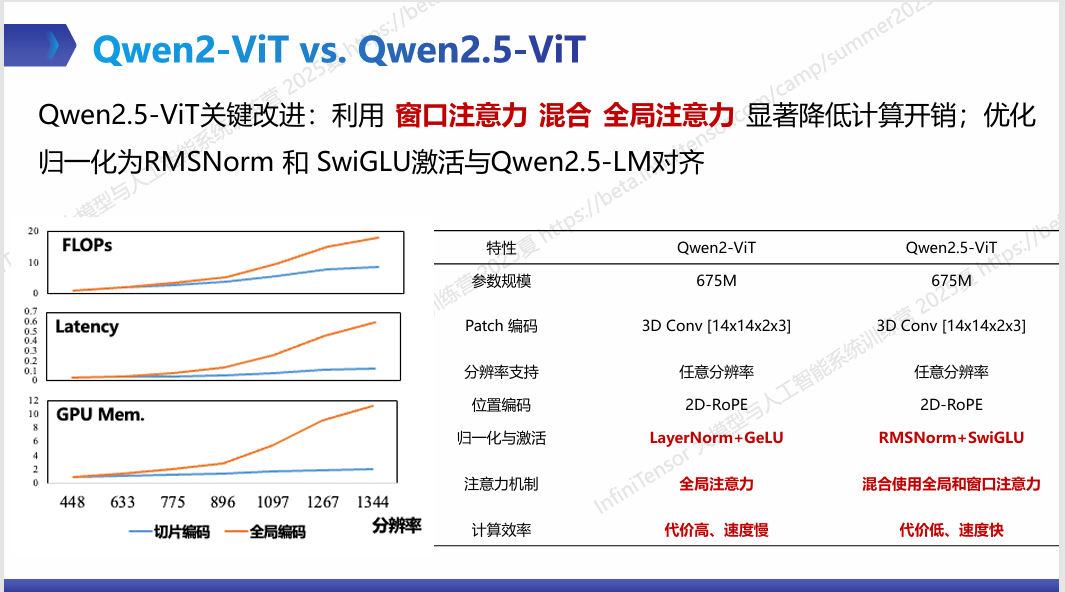 Qwen2-ViT vs. Qwen2.5-ViT
Qwen2.5-ViT关键改进：利用 窗口注意力 混合 全局注意力 显著降低计算开销；优化
归一化为RMSNorm 和 SwiGLU激活与Qwen2.5-LM对齐
FLOPs
20
10
0
Latency
0.7
0.6
0.5
0.4
0.3
0.2
0.1
0
GPU Mem.
12
10
8
6
4
2
0
448 633 775 896 1097 1267 1344
分辨率
切片编码 全局编码
特性 Qwen2-ViT Qwen2.5-ViT
参数规模 675M 675M
Patch 编码 3D Conv [14x14x2x3] 3D Conv [14x14x2x3]
分辨率支持 任意分辨率 任意分辨率
位置编码 2D-RoPE 2D-RoPE
归一化与激活 LayerNorm+GeLU RMSNorm+SwiGLU
注意力机制 全局注意力 混合使用全局和窗口注意力
计算效率 代价高、速度慢 代价低、速度快
InfiniTensor 大模型与人工智能系统训练营 2025夏 https://be